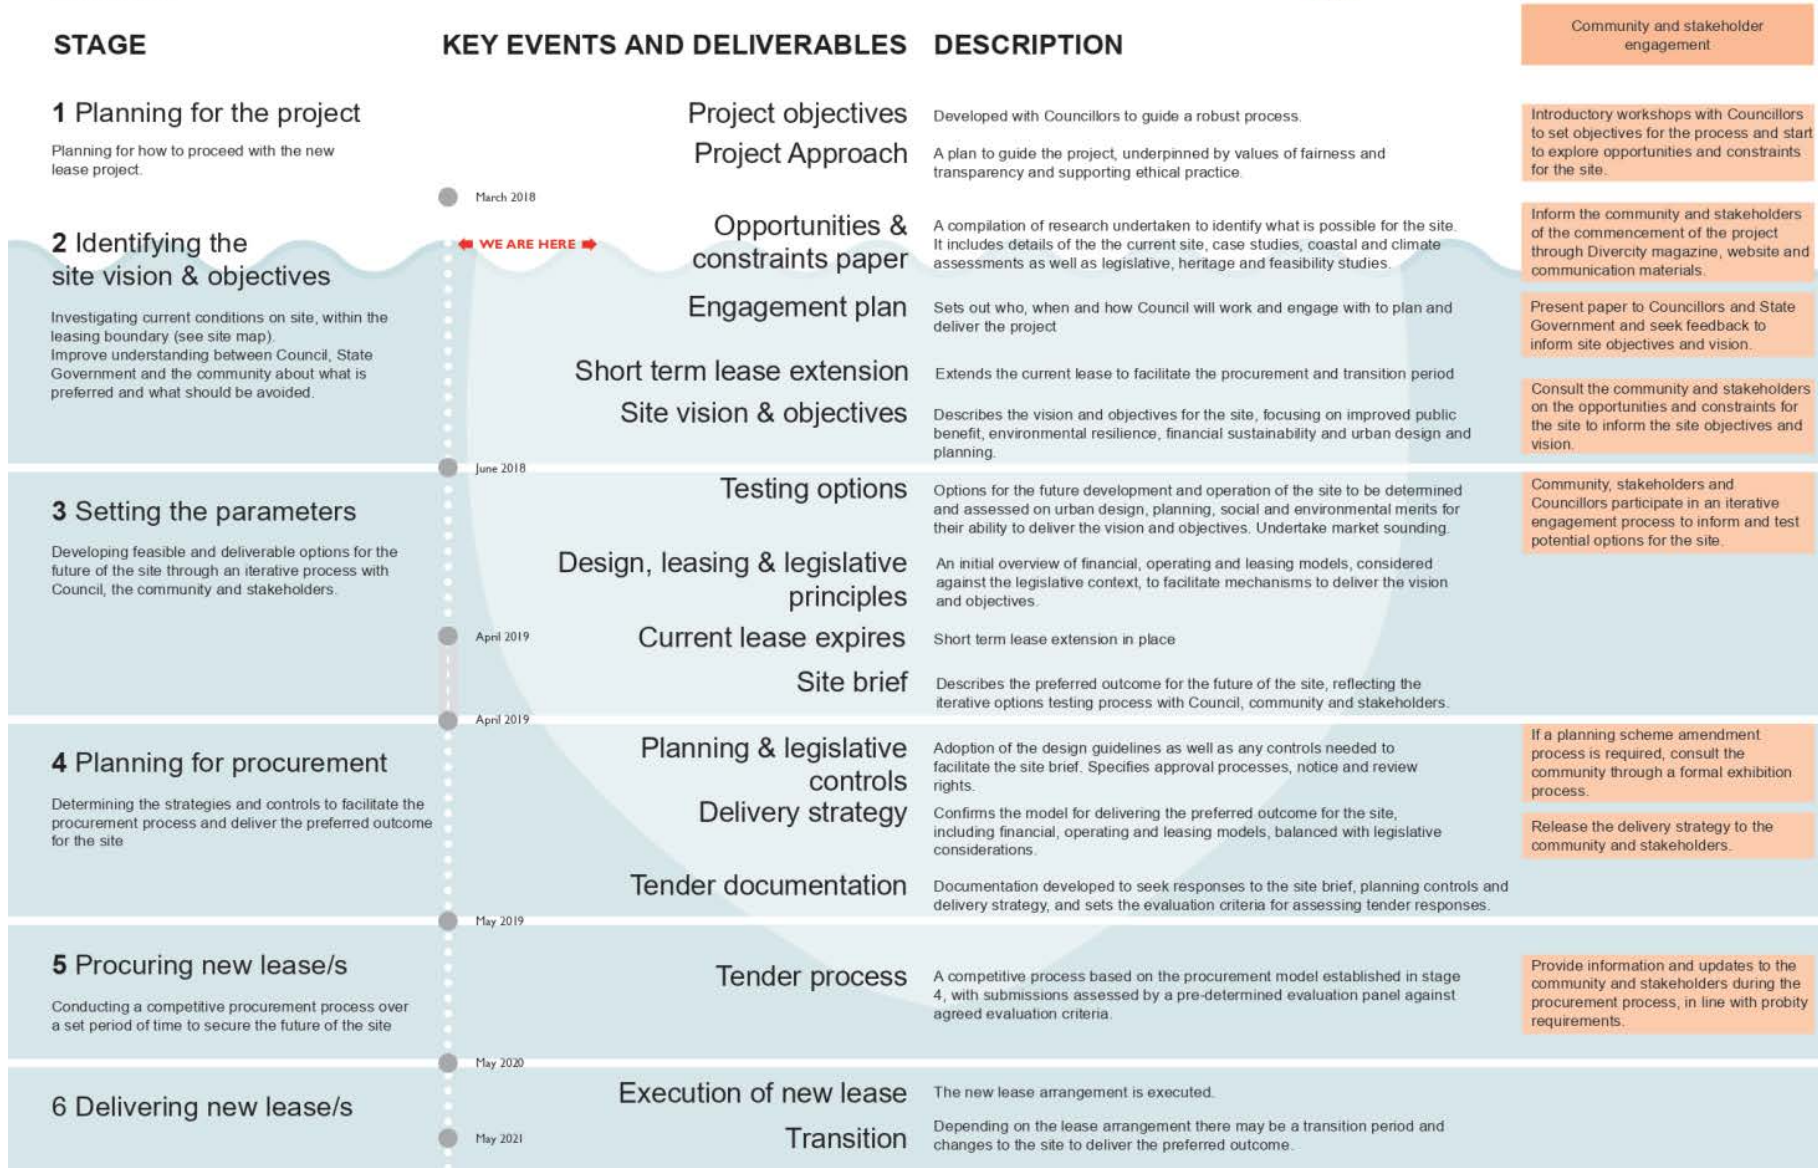 STAGE
KEY EVENTS AND DELIVERABLES
DESCRIPTION
Community and stakeholder
engagement
1 Planning for the project
Planning for how to proceed with the new
lease project.
Project objectives
Developed with Councillors to guide a robust process.
Project Approach
A plan to guide the project, underpinned by values of fairness and
transparency and supporting ethical practice.
Introductory workshops with Councillors
to set objectives for the process and start
to explore opportunities and constraints
for the site.
March 2018
2 Identifying the
site vision & objectives
Investigating current conditions on site, within the
leasing boundary (see site map).
Improve understanding between Council, State
Government and the community about what is
preferred and what should be avoided.
WE ARE HERE
Opportunities &
constraints paper
A compilation of research undertaken to identify what is possible for the site.
It includes details of the the current site, case studies, coastal and climate
assessments as well as legislative, heritage and feasibility studies.
Engagement plan
Sets out who, when and how Council will work and engage with to plan and
deliver the project
Short term lease extension
Extends the current lease to facilitate the procurement and transition period
Site vision & objectives
Describes the vision and objectives for the site, focusing on improved public
benefit, environmental resilience, financial sustainability and urban design and
planning.
Inform the community and stakeholders
of the commencement of the project
through Divercity magazine, website and
communication materials.
Present paper to Councillors and State
Government and seek feedback to
inform site objectives and vision.
Consult the community and stakeholders
on the opportunities and constraints for
the site to inform the site objectives and
vision.
June 2018
3 Setting the parameters
Developing feasible and deliverable options for the
future of the site through an iterative process with
Council, the community and stakeholders.
Testing options
Options for the future development and operation of the site to be determined
and assessed on urban design, planning, social and environmental merits for
their ability to deliver the vision and objectives. Undertake market sounding.
Design, leasing & legislative
principles
An initial overview of financial, operating and leasing models, considered
against the legislative context, to facilitate mechanisms to deliver the vision
and objectives.
April 2019
Current lease expires
Short term lease extension in place
Site brief
Describes the preferred outcome for the future of the site, reflecting the
iterative options testing process with Council, community and stakeholders.
Community, stakeholders and
Councillors participate in an iterative
engagement process to inform and test
potential options for the site.
April 2019
4 Planning for procurement
Determining the strategies and controls to facilitate the
procurement process and deliver the preferred outcome
for the site
Planning & legislative
controls
Adoption of the design guidelines as well as any controls needed to
facilitate the site brief. Specifies approval processes, notice and review
rights.
Delivery strategy
Confirms the model for delivering the preferred outcome for the site,
including financial, operating and leasing models, balanced with legislative
considerations.
Tender documentation
Documentation developed to seek responses to the site brief, planning controls and
delivery strategy, and sets the evaluation criteria for assessing tender responses.
If a planning scheme amendment
process is required, consult the
community through a formal exhibition
process.
Release the delivery strategy to the
community and stakeholders.
May 2019
5 Procuring new lease/s
Conducting a competitive procurement process over
a set period of time to secure the future of the site
Tender process
A competitive process based on the procurement model established in stage
4, with submissions assessed by a pre-determined evaluation panel against
agreed evaluation criteria.
Provide information and updates to the
community and stakeholders during the
procurement process, in line with probity
requirements.
May 2020
6 Delivering new lease/s
Execution of new lease
The new lease arrangement is executed.
May 2021
Transition
Depending on the lease arrangement there may be a transition period and
changes to the site to deliver the preferred outcome.